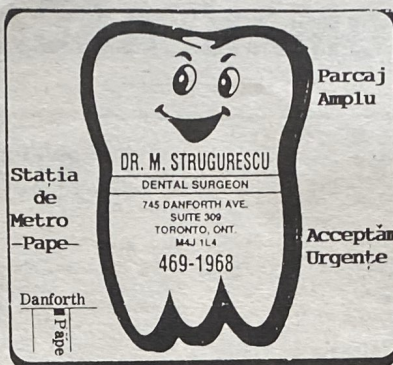 Parcaj
Amplu
DR. M. STRUGURESCU
DENTAL SURGEON
745 DANFORTH AVE.
SUITE 309
TORONTO, ONT.
M4J 1L4
469-1968
Stația
de
Metro
-Pape-
Acceptăm
Urgențe
Danforth
Pape